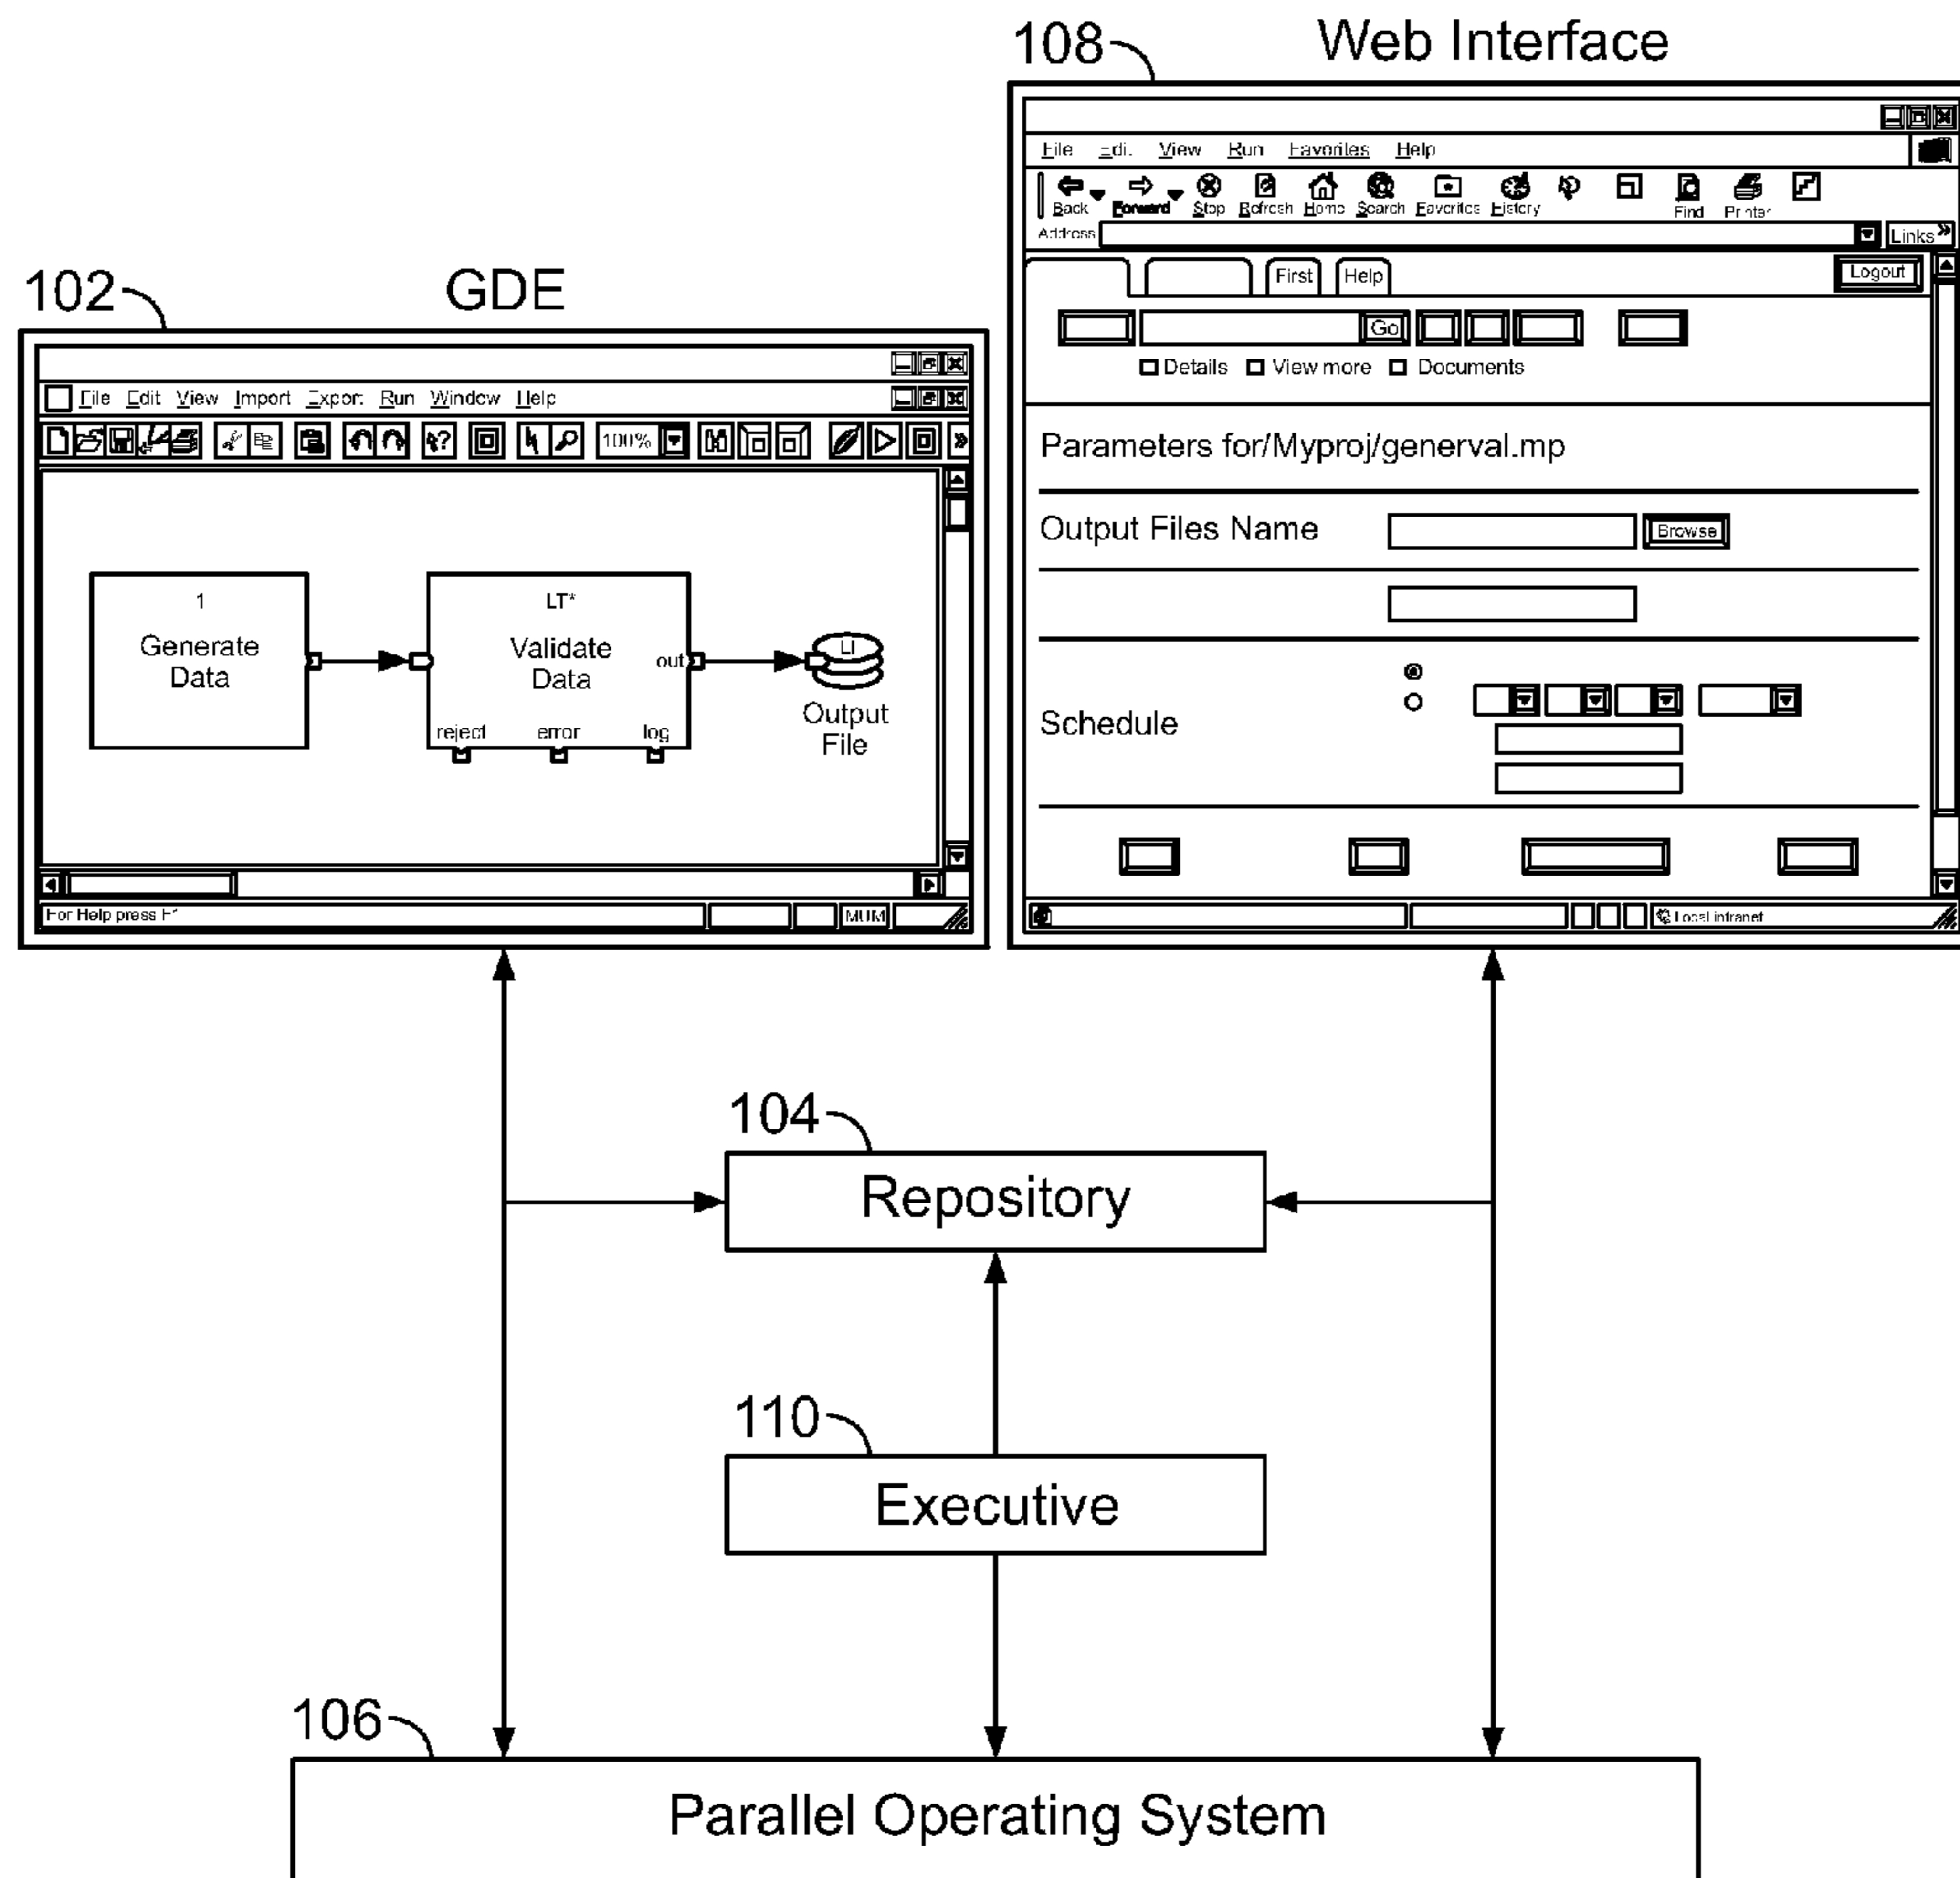 108
Web Interface
File Edit View Run Favorites Help
Back Forward Stop Refresh Home Search Favorites History Find Printer
Address
Links »
First Help Logout
Go
Details View more Documents
Parameters for/Myproj/generval.mp
Output Files Name
Browse
Schedule
Local intranet
102
GDE
File Edit View Import Export Run Window Help
100% »
1
Generate
Data
LT*
Validate
Data
out
reject error log
Output
File
For Help press
MUM
104
Repository
110
Executive
106
Parallel Operating System